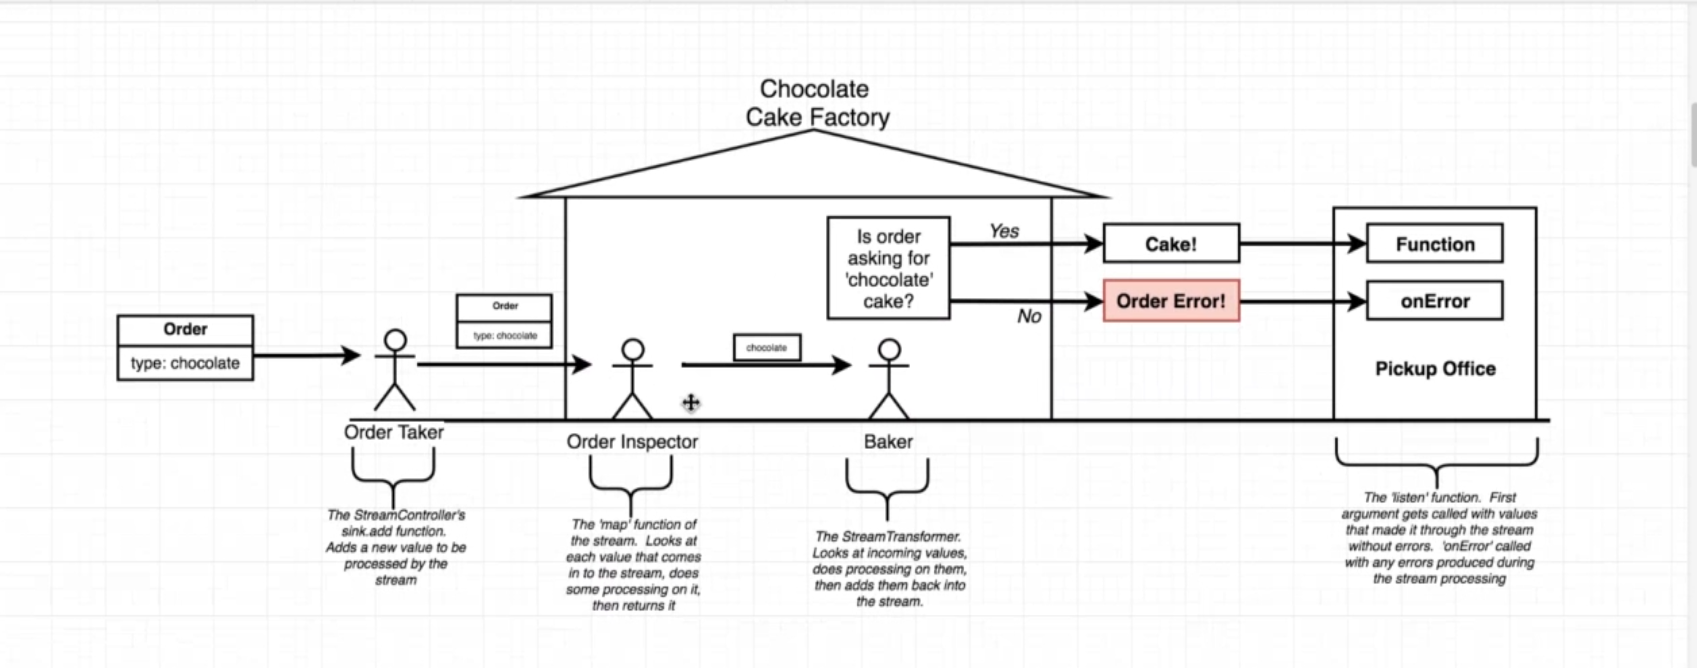 Chocolate
Cake Factory
Order
type: chocolate
Order
type: chocolate
chocolate
Is order
asking for
'chocolate'
cake?
Yes
No
Cake!
Order Error!
Function
onError
Pickup Office
Order Taker
Order Inspector
Baker
The StreamController's
sink.add function.
Adds a new value to be
processed by the
stream
The 'map' function of
the stream. Looks at
each value that comes
in to the stream, does
some processing on it,
then returns it
The StreamTransformer.
Looks at incoming values,
does processing on them,
then adds them back into
the stream.
The 'listen' function. First
argument gets called with values
that made it through the stream
without errors. 'onError' called
with any errors produced during
the stream processing